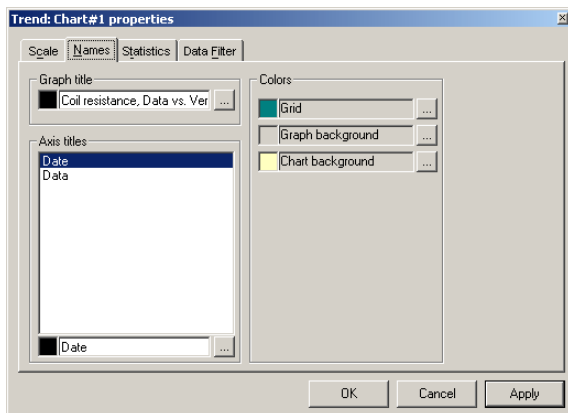 Trend: Chart#1 properties
Scale Names Statistics Data Filter
Graph title
Coil resistance, Data vs. Ver ...
Axis titles
Date
Data
Date ...
Colors
Grid ...
Graph background ...
Chart background ...
OK Cancel Apply